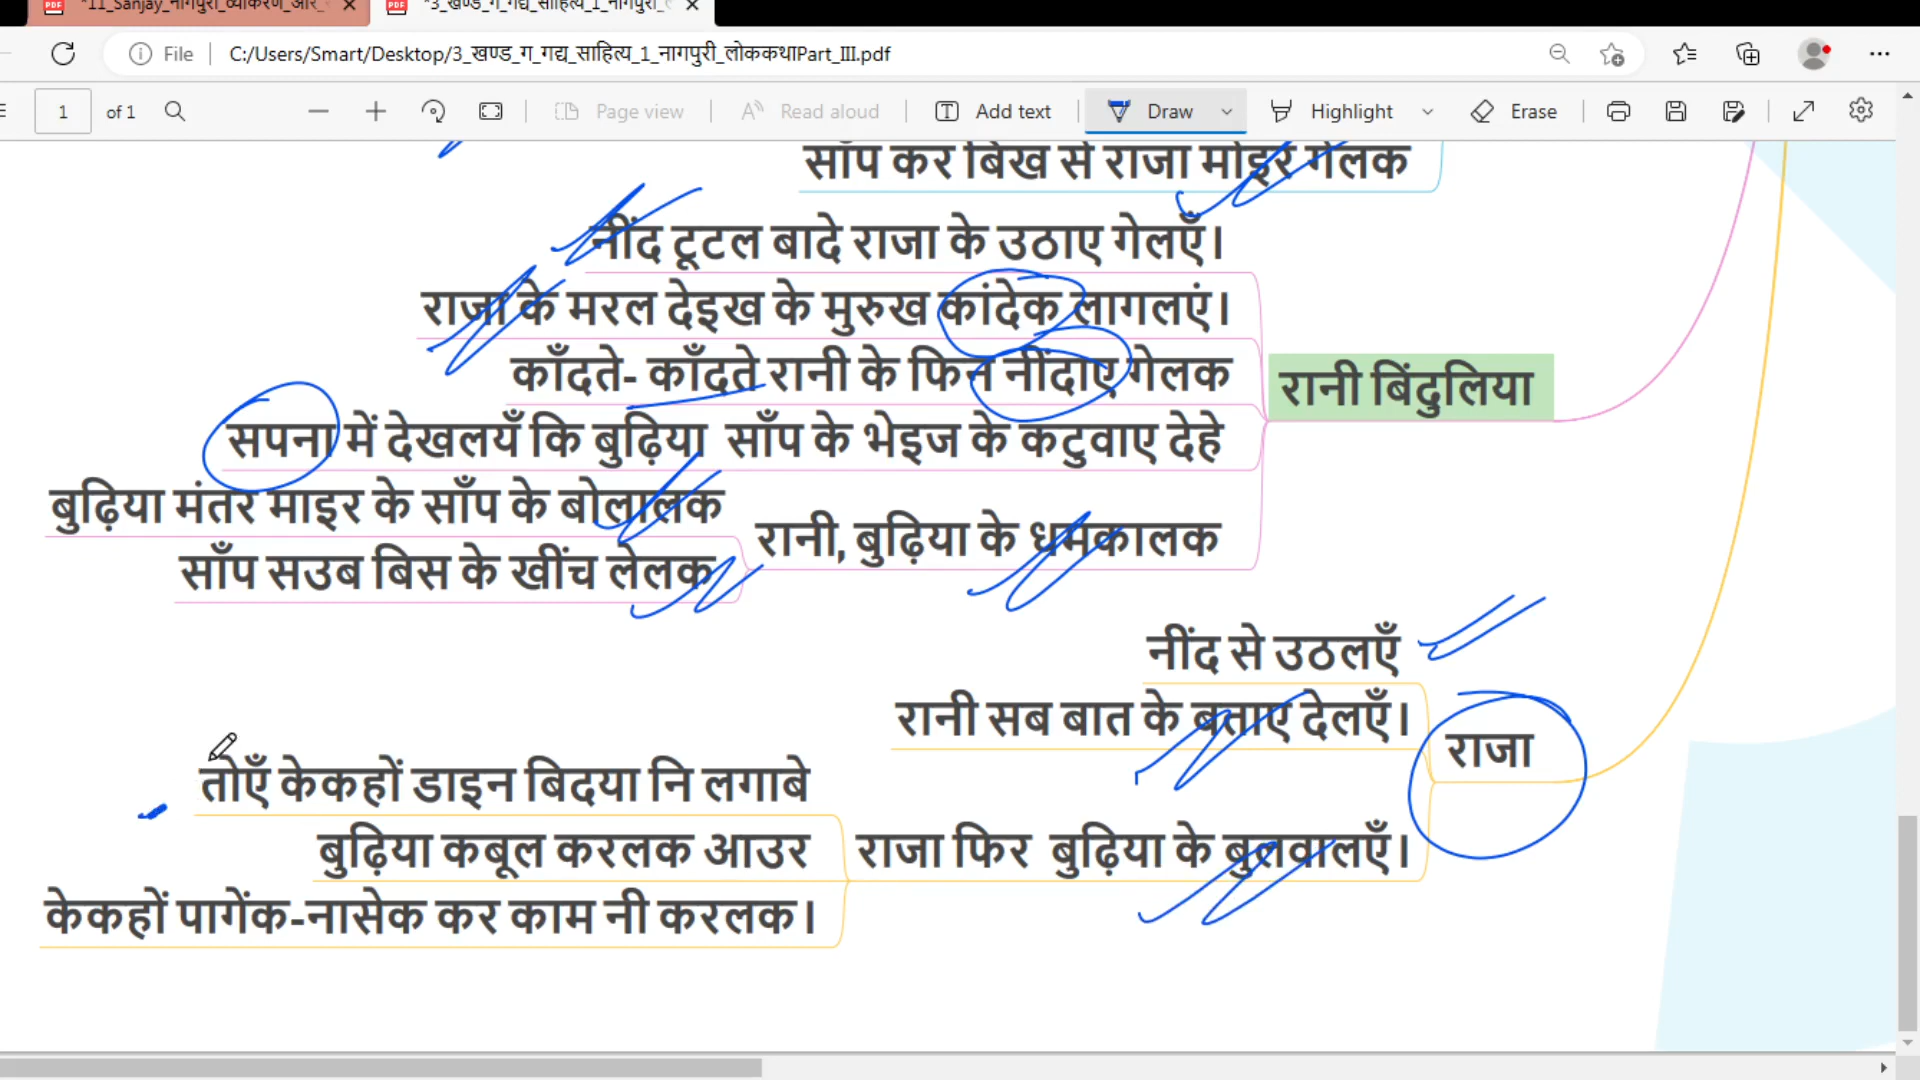 *11_Sanjay_नागपुरी_व्याकरण_और_
*3_खण्ड_ग_गद्य_साहित्य_1_नागपुरी_
File C:/Users/Smart/Desktop/3_खण्ड_ग_गद्य_साहित्य_1_नागपुरी_लोककथाPart_III.pdf
1 of 1 Page view Read aloud Add text Draw Highlight Erase
साँप कर बिख से राजा मोइर गेलक
नींद टूटल बादे राजा के उठाए गेलएँ।
राजा के मरल देइख के मुरुख कांदेक लागलएं।
काँदते- काँदते रानी के फिन नींदाए गेलक
रानी बिंदुलिया
सपना में देखलयँ कि बुढ़िया साँप के भेइज के कटुवाए देहे
बुढ़िया मंतर माइर के साँप के बोलालक
रानी, बुढ़िया के धमकालक
साँप सउब बिस के खींच लेलक
नींद से उठलएँ
रानी सब बात के बताए देलएँ।
राजा
तोएँ केकहों डाइन बिदया नि लगाबे
बुढ़िया कबूल करलक आउर
राजा फिर बुढ़िया के बुलवालएँ।
केकहों पागेंक-नासेक कर काम नी करलक।